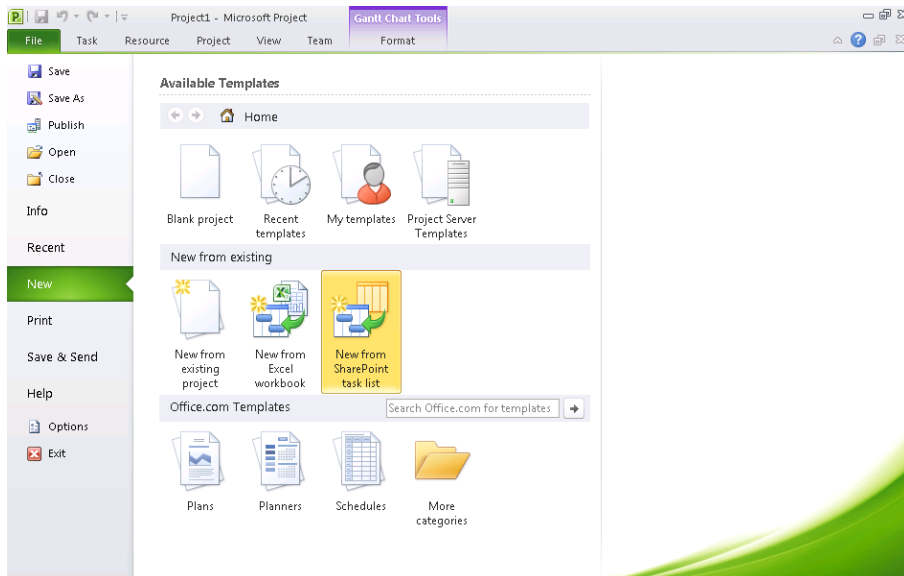 Project1 - Microsoft Project
Gantt Chart Tools
File Task Resource Project View Team Format
Save
Save As
Publish
Open
Close
Info
Recent
New
Print
Save & Send
Help
Options
Exit
Available Templates
Home
Blank project
Recent
templates
My templates
Project Server
Templates
New from existing
New from
existing
project
New from
Excel
workbook
New from
SharePoint
task list
Office.com Templates
Search Office.com for templates
Plans
Planners
Schedules
More
categories